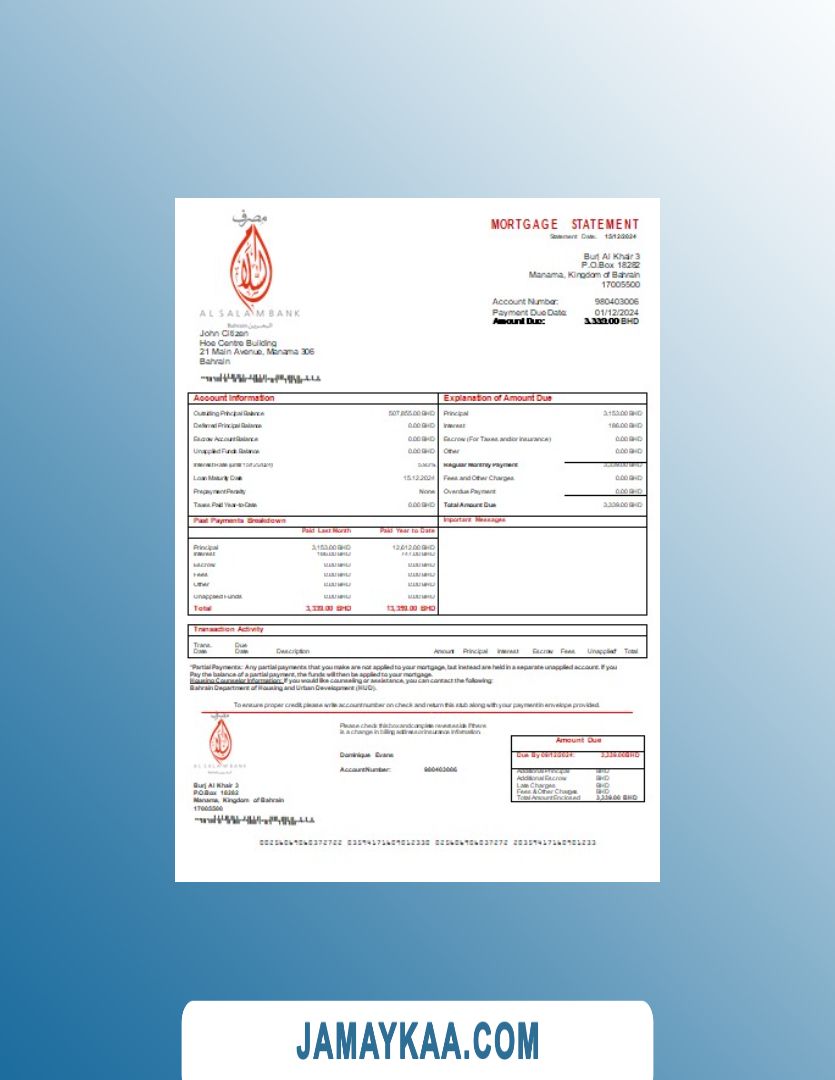 مصرف
السلام
AL SALAM BANK
MORTGAGE STATEMENT
Statement Date. 15/12/2024
Burj Al Khair 3
P.O.Box 18282
Manama, Kingdom of Bahrain
17005500
Account Number: 980403006
Payment Due Date: 01/12/2024
Amount Due: 3,339.00 BHD
Bahrain البحرين
John Citizen
Hoe Centre Building
21 Main Avenue, Manama 306
Bahrain
Account Information
Outstding Principal Balance 507,855.00 BHD
Deferred Principal Balance 0.00 BHD
Escrow Account Balance 0.00 BHD
Unapplied Funds Balance 0.00 BHD
Interest Rate
Loan Maturity Date 15.12.2024
Prepayment Penalty None
Taxes Paid Year-to-Date 0.00 BHD
Explanation of Amount Due
Principal 3,153.00 BHD
Interest 186.00 BHD
Escrow (For Taxes and/or Insurance) 0.00 BHD
Other 0.00 BHD
Regular Monthly Payment 3,339.00 BHD
Fees and Other Charges 0.00 BHD
Overdue Payment 0.00 BHD
Total Amount Due 3,339.00 BHD
Past Payments Breakdown
Paid Last Month Paid Year to Date
Principal 3,153.00 BHD 12,612.00 BHD
Interest 186.00 BHD
Escrow 0.00 BHD 0.00 BHD
Fees 0.00 BHD 0.00 BHD
Other 0.00 BHD 0.00 BHD
Unapplied Funds 0.00 BHD 0.00 BHD
Total 3,339.00 BHD
Important Messages
Transaction Activity
Trans. Date Due Date Description Amount Principal Interest Escrow Fees Unapplied* Total
*Partial Payments: Any partial payments that you make are not applied to your mortgage, but instead are held in a separate unapplied account. If you
Pay the balance of a partial payment, the funds will then be applied to your mortgage.
Housing Counselor Information: If you would like counseling or assistance, you can contact the following:
Bahrain Department of Housing and Urban Development (HUD).
To ensure proper credit, please write account number on check and return this stub along with your payment in envelope provided.
AL SALAM BANK
Please check this box and complete reverse side if there
is a change in billing address or insurance information.
Dominique Evans
Account Number: 980403006
Burj Al Khair 3
P.O.Box 18282
Manama, Kingdom of Bahrain
17005500
Amount Due
Due By 09/12/2024: 3,339.00BHD
Additional Principal BHD
Additional Escrow BHD
Late Charges BHD
Fees & Other Charges BHD
Total Amount Enclosed 3,339.00 BHD
JAMAYKAA.COM